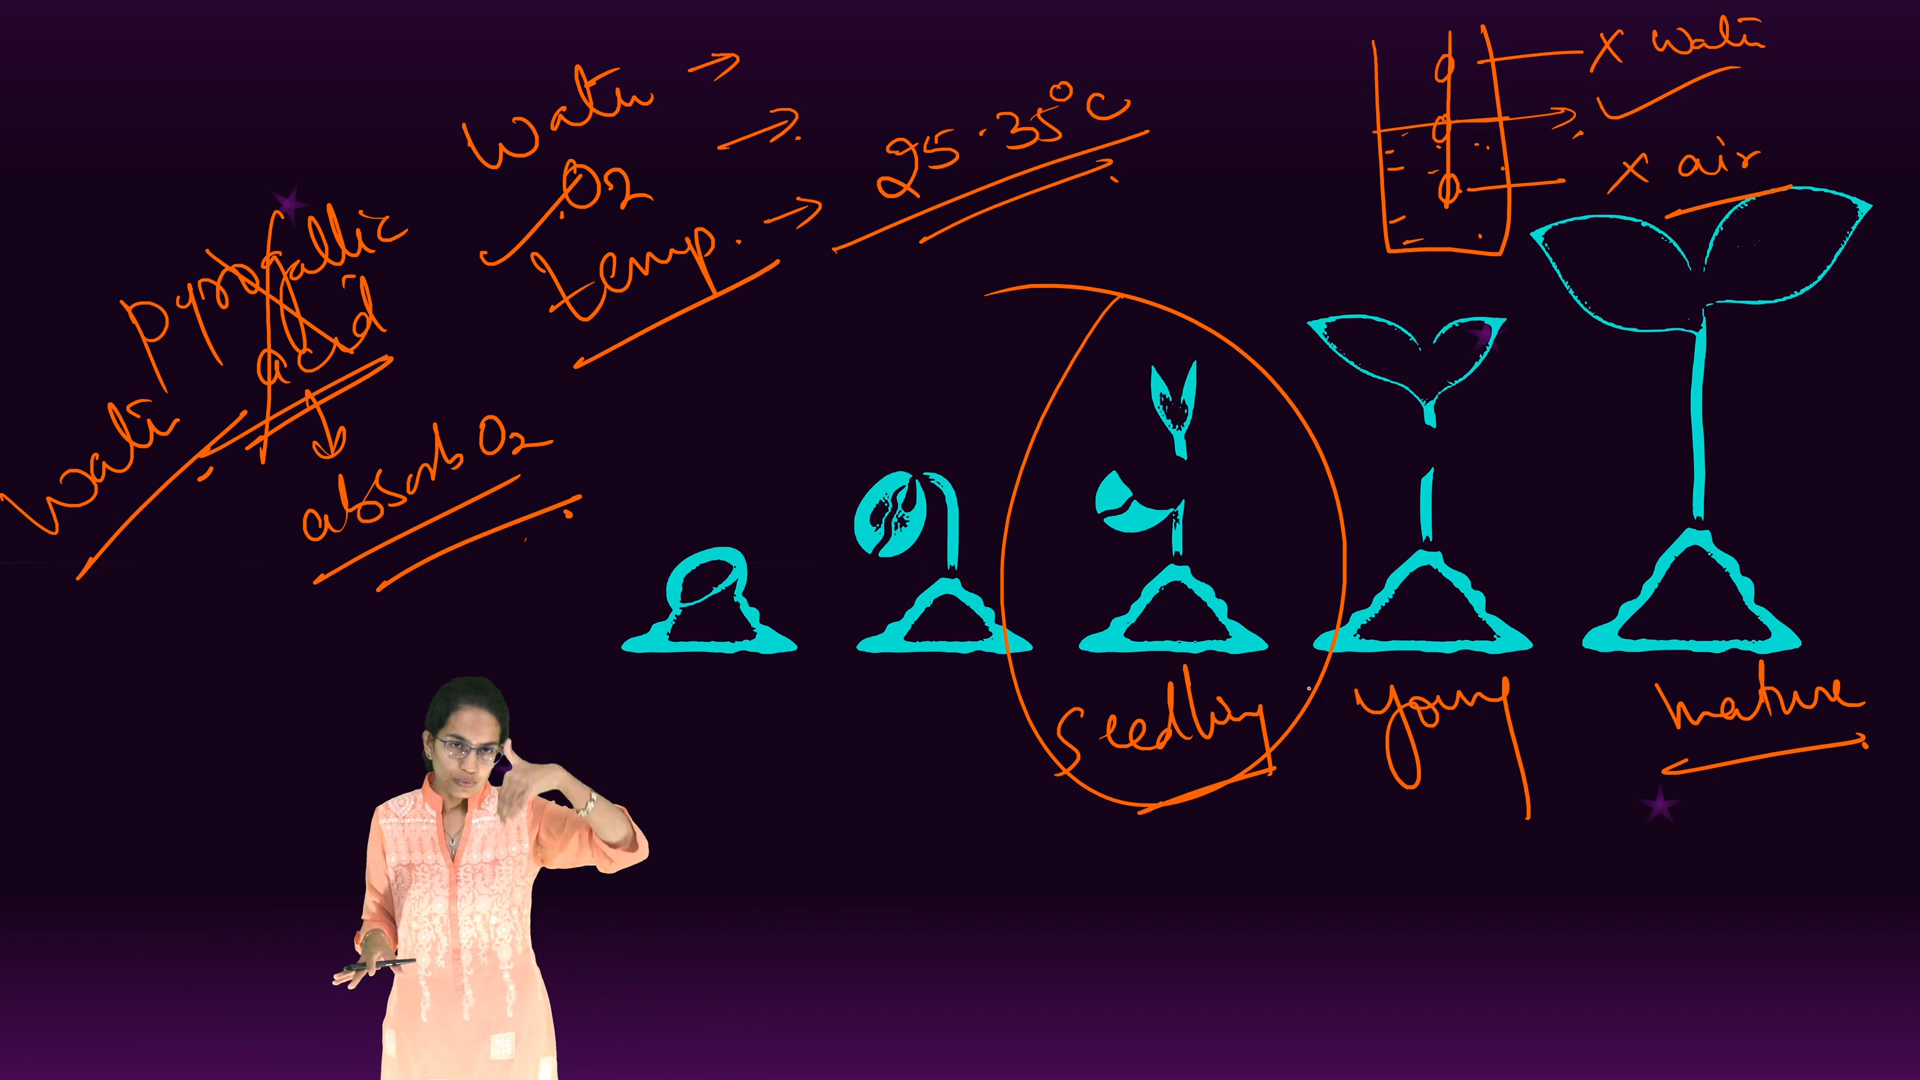 Water →
O2 →
temp. → 25-35°C
pyrogallic
acid
water
absorb O2
x water
x air
Seedling
young
mature